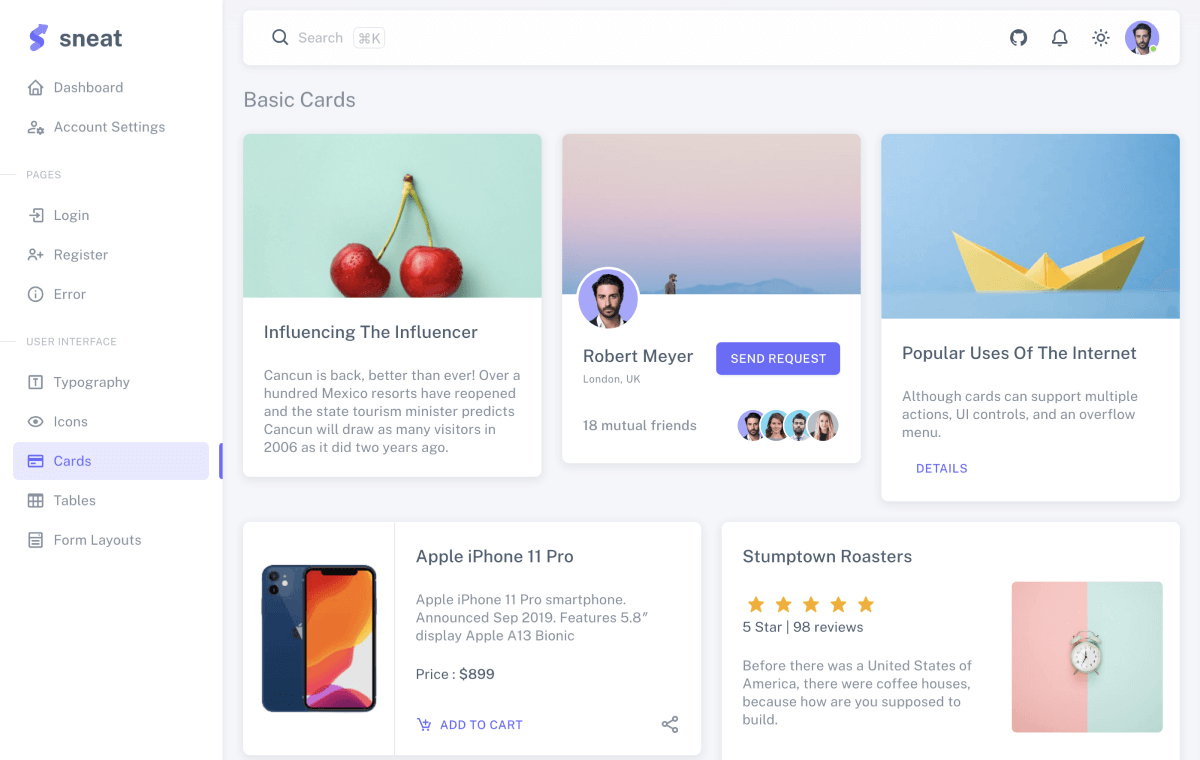 sneat
Dashboard
Account Settings
PAGES
Login
Register
Error
USER INTERFACE
Typography
Icons
Cards
Tables
Form Layouts
Search ⌘K
Basic Cards
Influencing The Influencer
Cancun is back, better than ever! Over a
hundred Mexico resorts have reopened
and the state tourism minister predicts
Cancun will draw as many visitors in
2006 as it did two years ago.
Robert Meyer
London, UK
SEND REQUEST
18 mutual friends
Popular Uses Of The Internet
Although cards can support multiple
actions, UI controls, and an overflow
menu.
DETAILS
Apple iPhone 11 Pro
Apple iPhone 11 Pro smartphone.
Announced Sep 2019. Features 5.8″
display Apple A13 Bionic
Price : $899
ADD TO CART
Stumptown Roasters
5 Star | 98 reviews
Before there was a United States of
America, there were coffee houses,
because how are you supposed to
build.